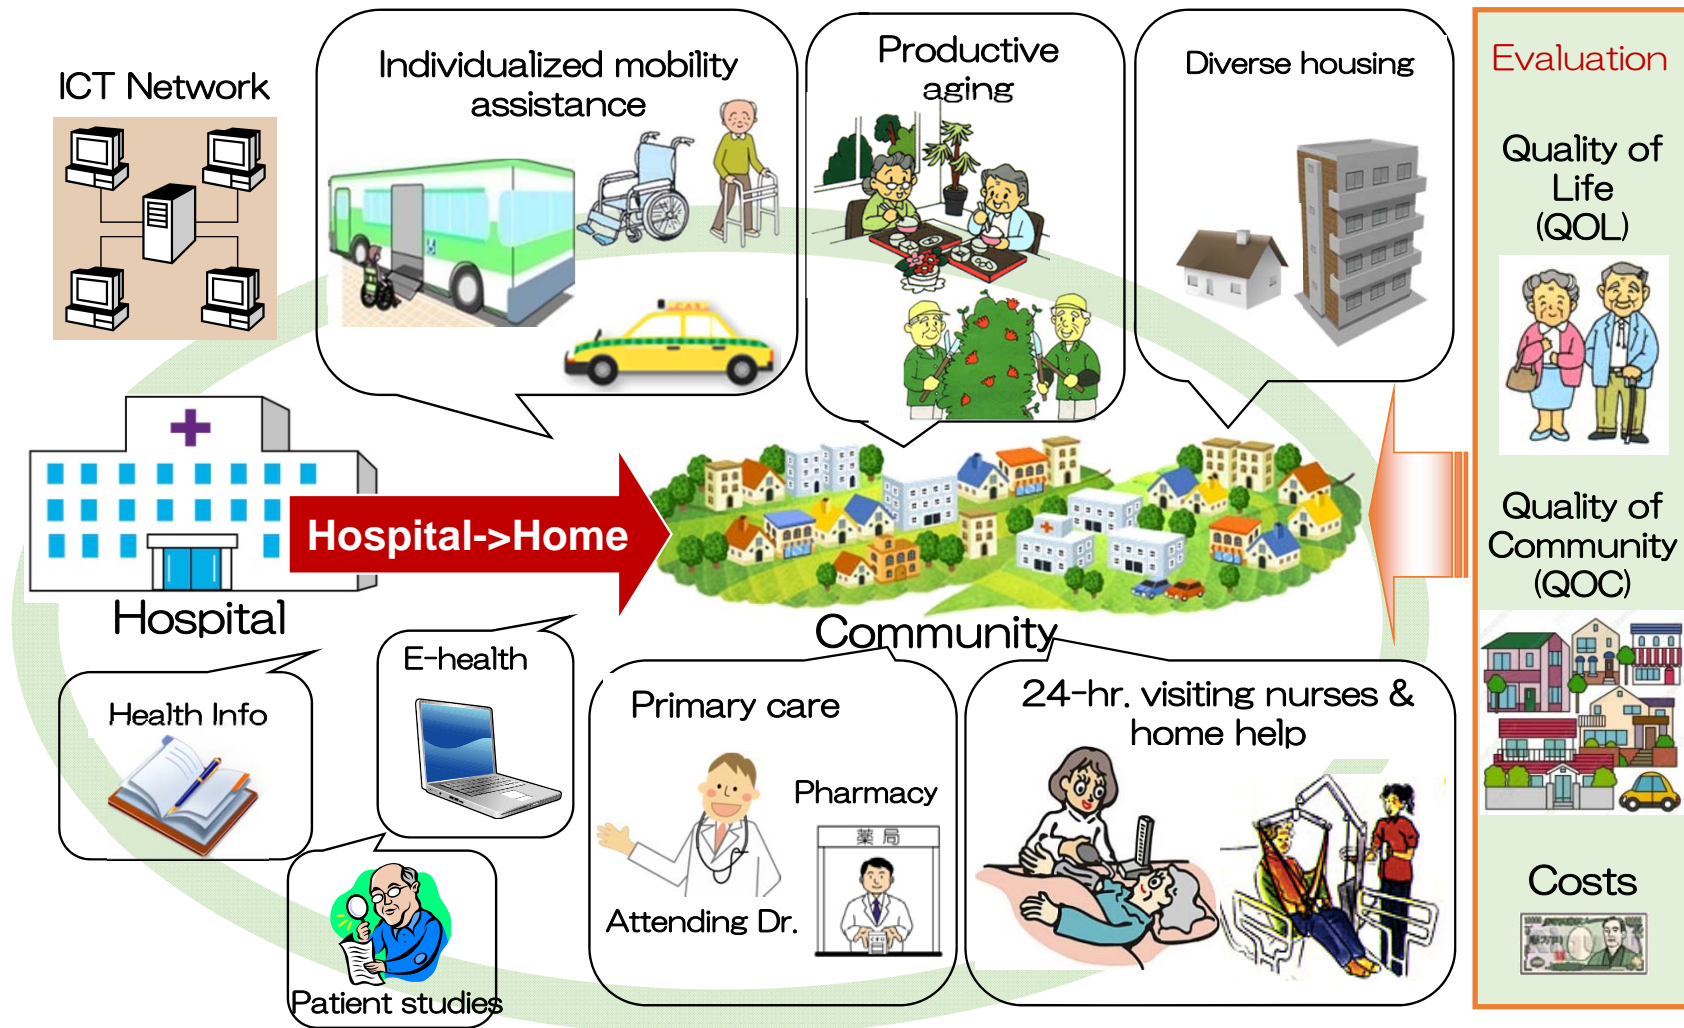 ICT Network
Individualized mobility
assistance
Productive
aging
Diverse housing
Evaluation
Quality of
Life
(QOL)
Quality of
Community
(QOC)
Costs
Hospital->Home
Hospital
Community
Health Info
E-health
Patient studies
Primary care
Attending Dr.
Pharmacy
薬局
24-hr. visiting nurses &
home help